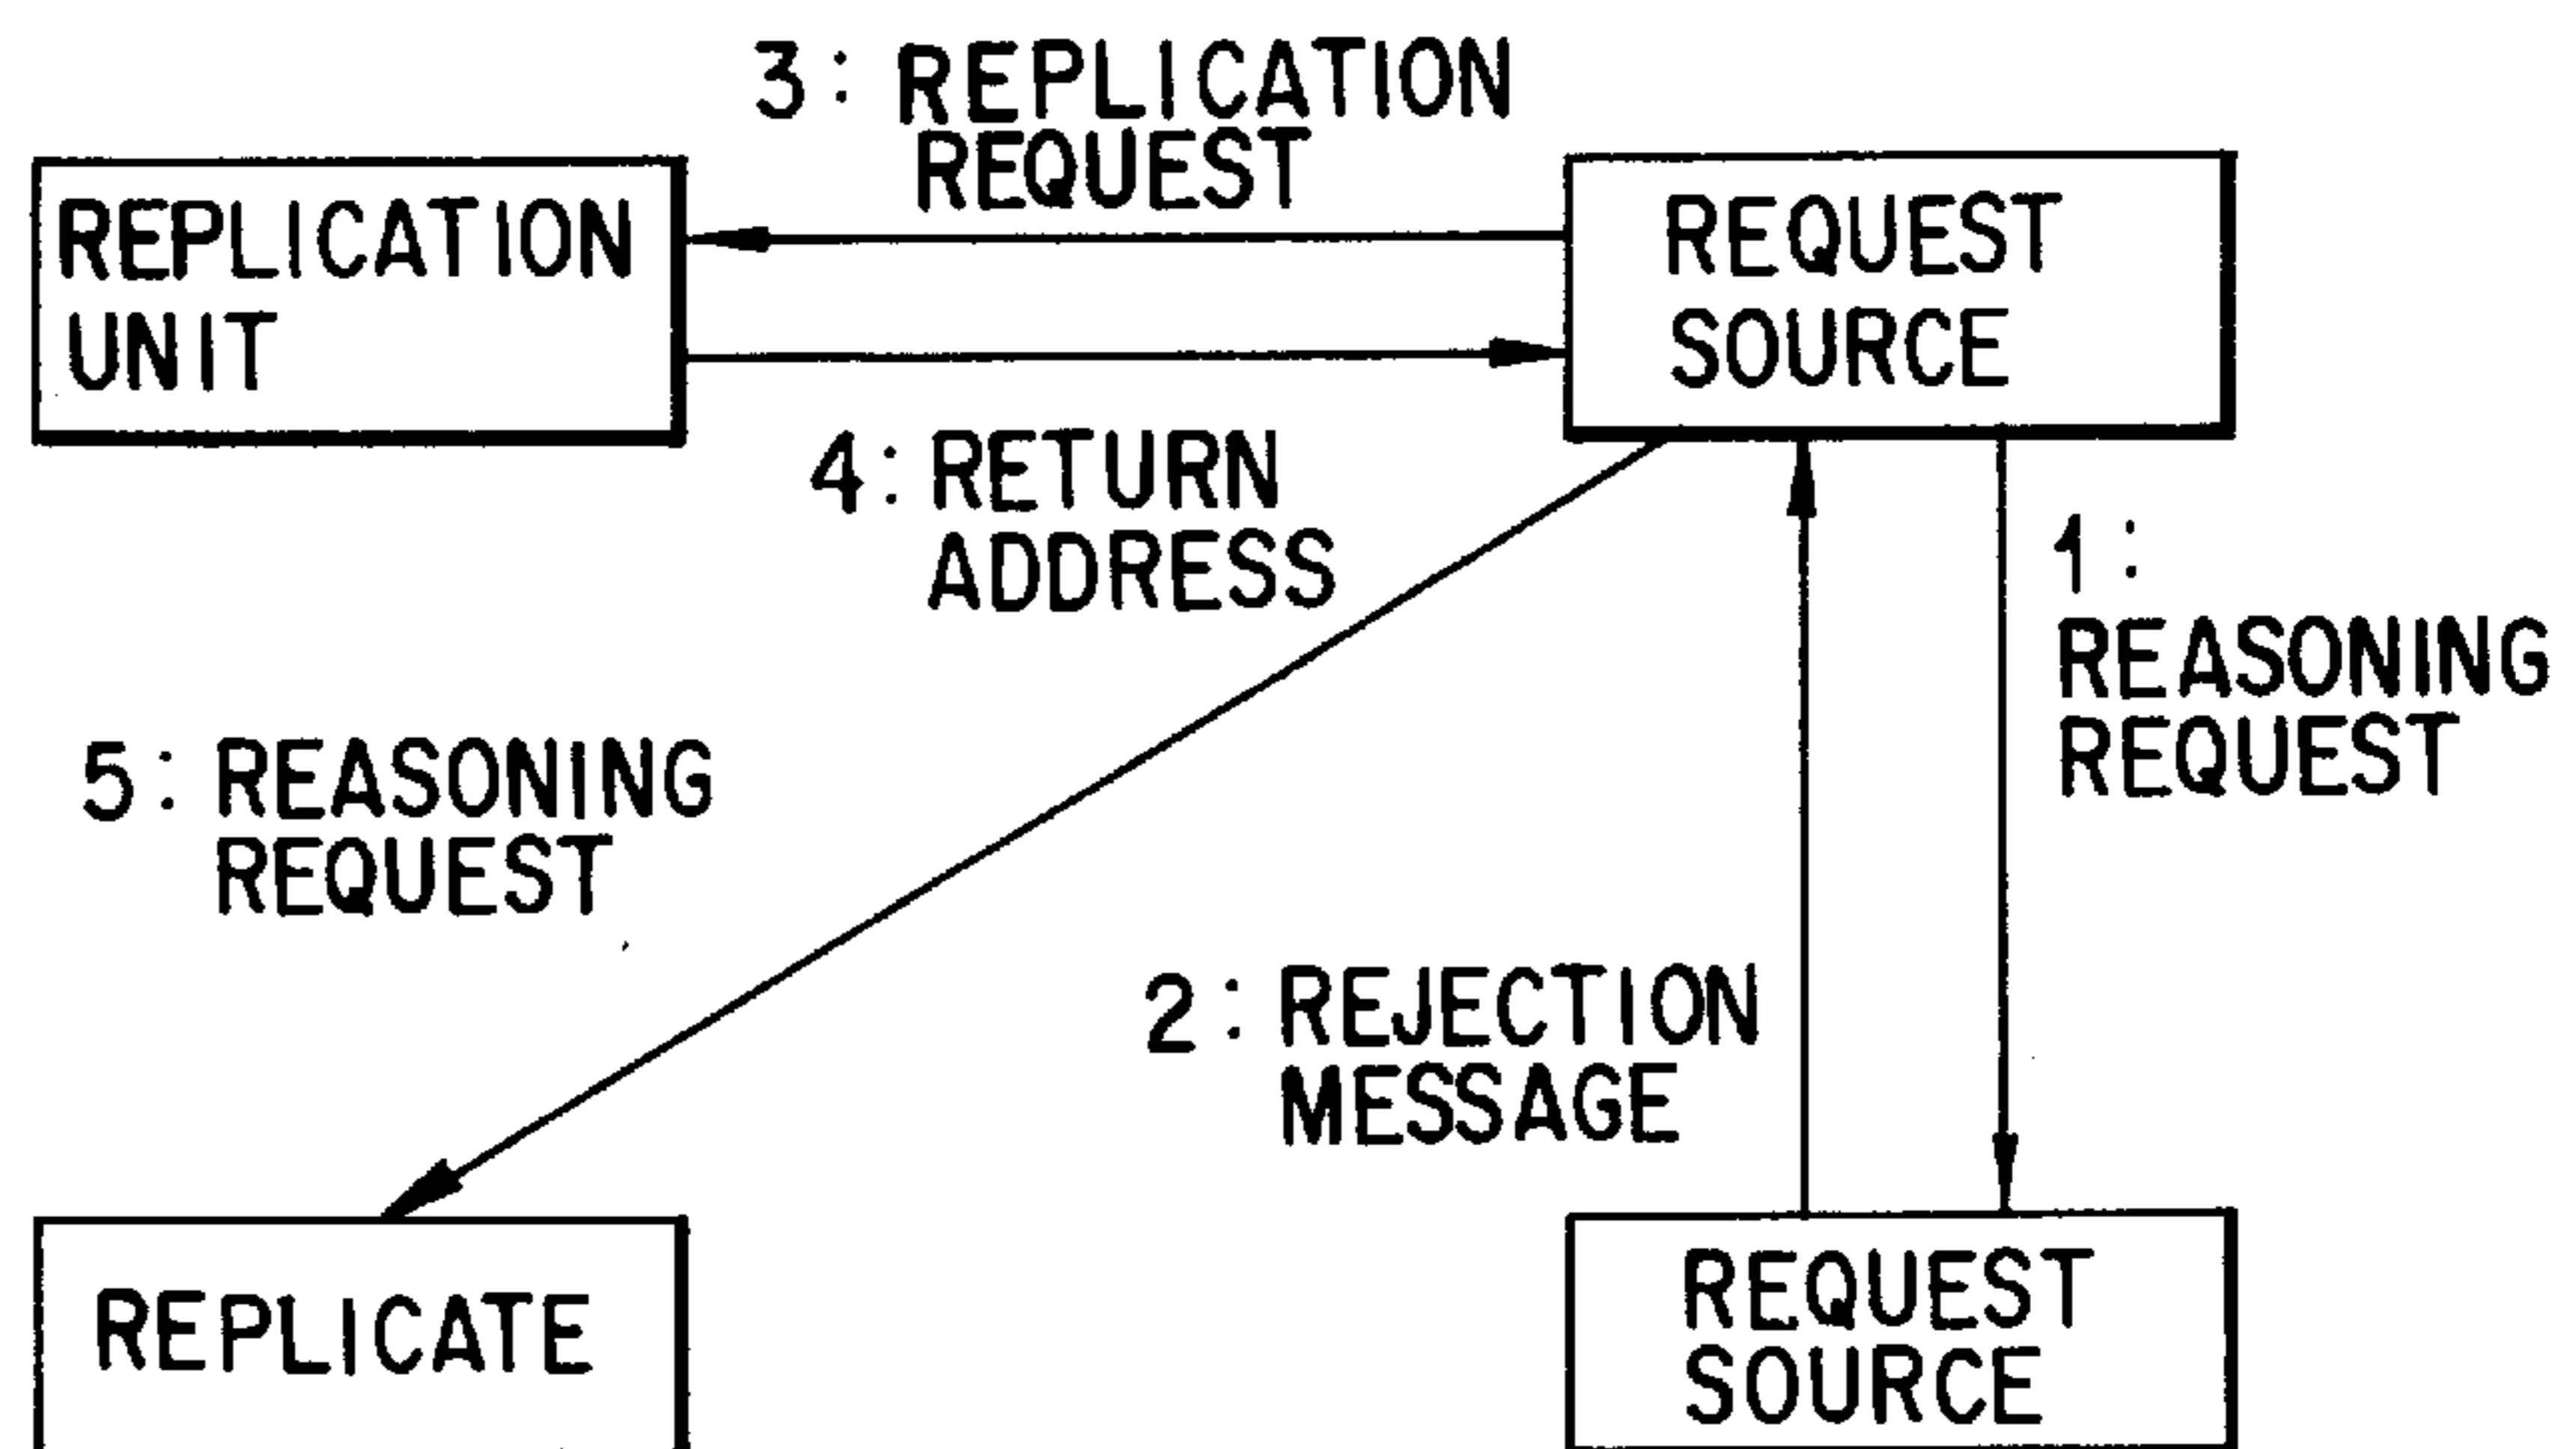 3: REPLICATION
REQUEST
REPLICATION
UNIT
REQUEST
SOURCE
4: RETURN
ADDRESS
1:
REASONING
REQUEST
5: REASONING
REQUEST
2: REJECTION
MESSAGE
REPLICATE
REQUEST
SOURCE